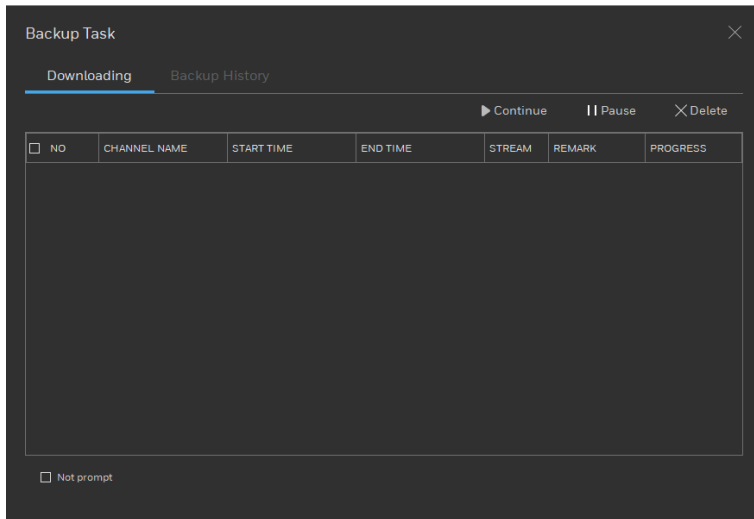 Backup Task
Downloading Backup History
Continue Pause Delete
NO CHANNEL NAME START TIME END TIME STREAM REMARK PROGRESS
Not prompt